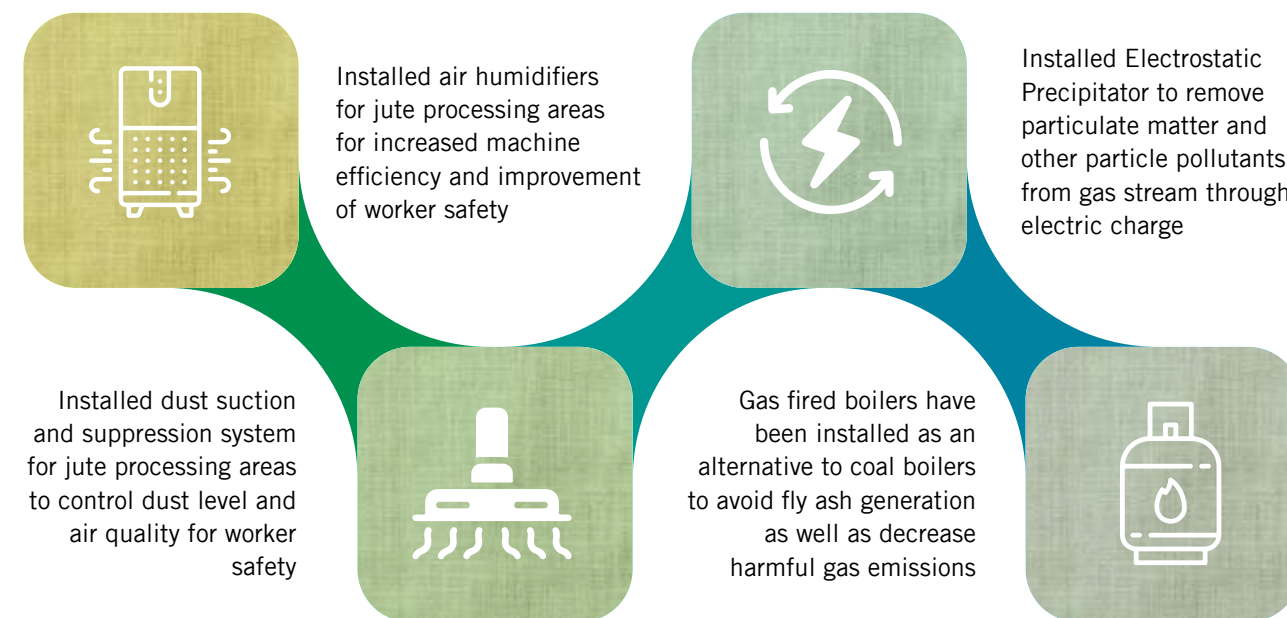 Installed air humidifiers
for jute processing areas
for increased machine
efficiency and improvement
of worker safety
Installed Electrostatic
Precipitator to remove
particulate matter and
other particle pollutants
from gas stream through
electric charge
Installed dust suction
and suppression system
for jute processing areas
to control dust level and
air quality for worker
safety
Gas fired boilers have
been installed as an
alternative to coal boilers
to avoid fly ash generation
as well as decrease
harmful gas emissions